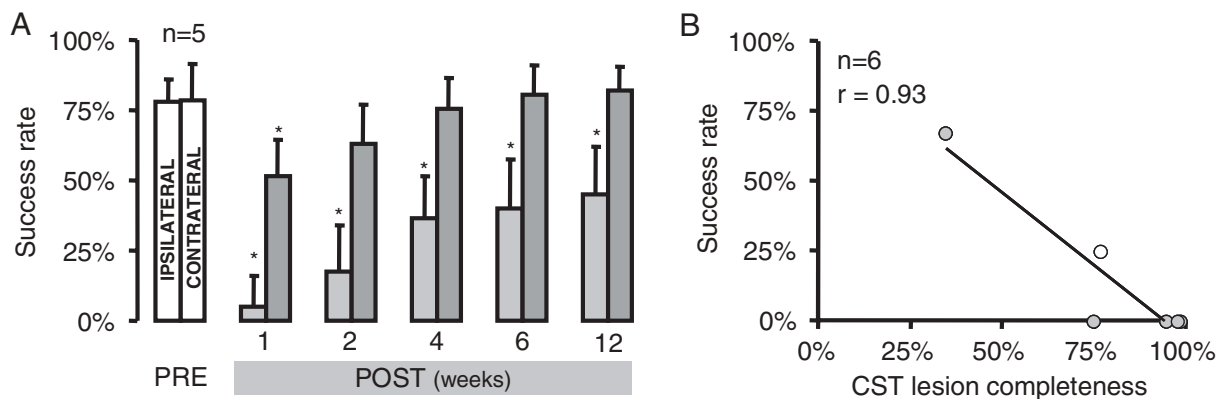 A
100%
75%
50%
25%
0%
Success rate
n=5
IPSILATERAL
CONTRATERAL
*
*
*
*
*
*
1
2
4
6
12
PRE
POST (weeks)
B
100%
75%
50%
25%
0%
Success rate
n=6
r = 0.93
0%
25%
50%
75%
100%
CST lesion completeness